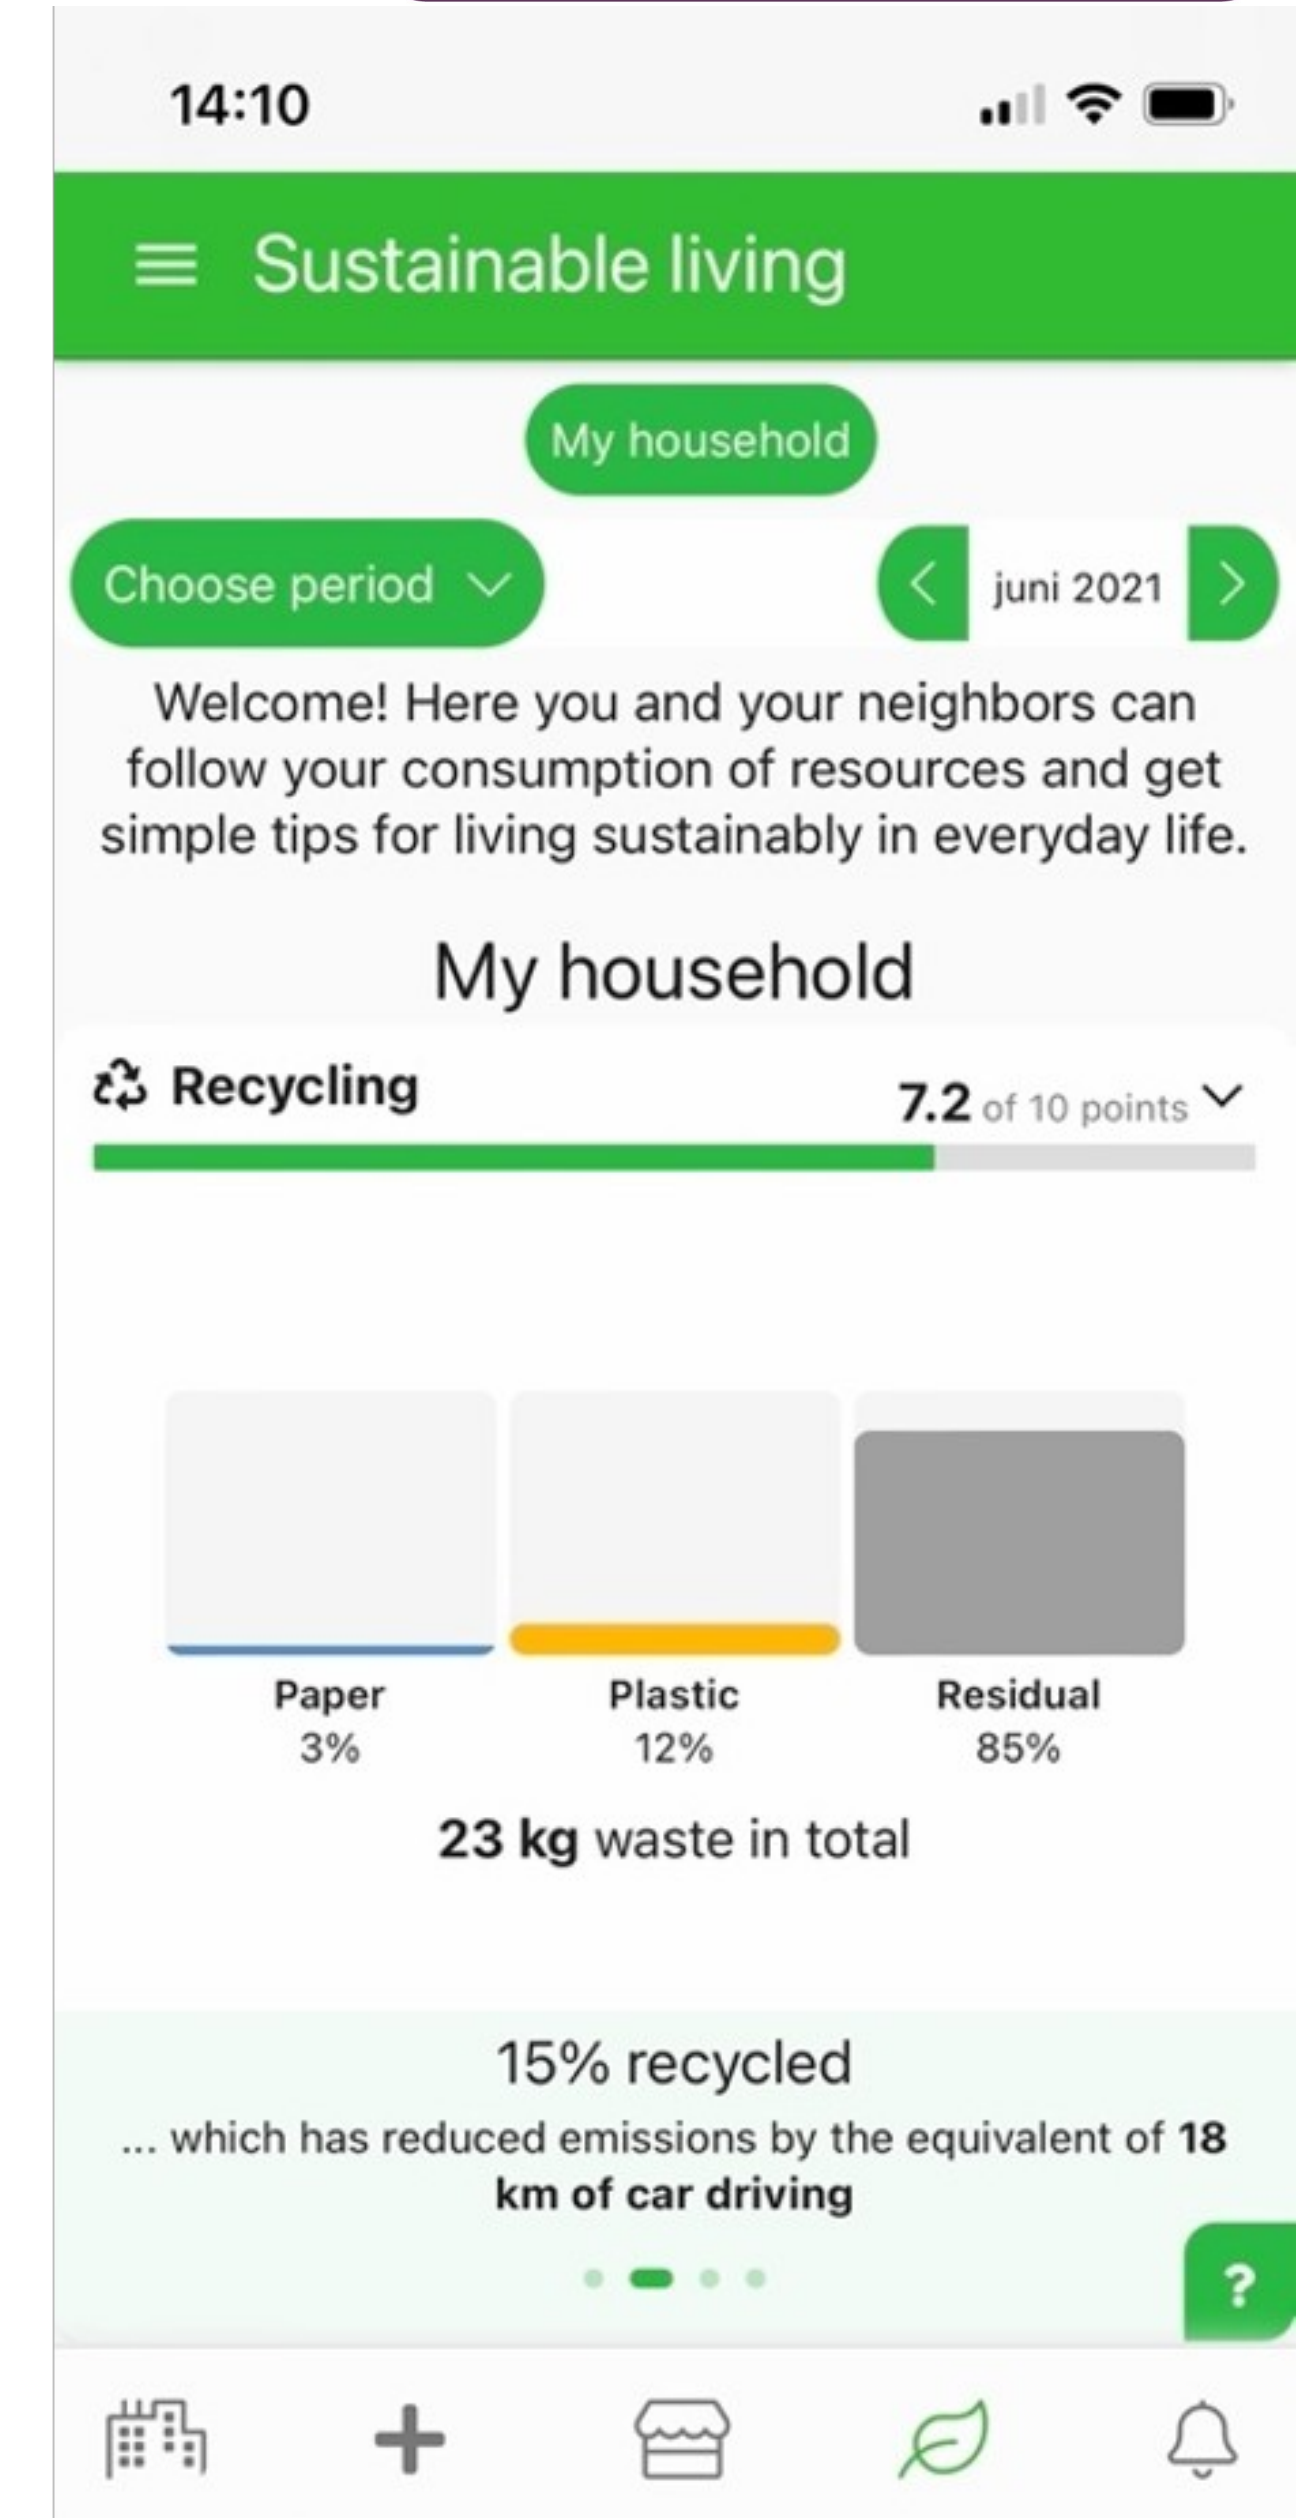 14:10
Sustainable living
My household
Choose period
juni 2021
Welcome! Here you and your neighbors can
follow your consumption of resources and get
simple tips for living sustainably in everyday life.
My household
Recycling
7.2 of 10 points
Paper
3%
Plastic
12%
Residual
85%
23 kg waste in total
15% recycled
... which has reduced emissions by the equivalent of 18
km of car driving
?